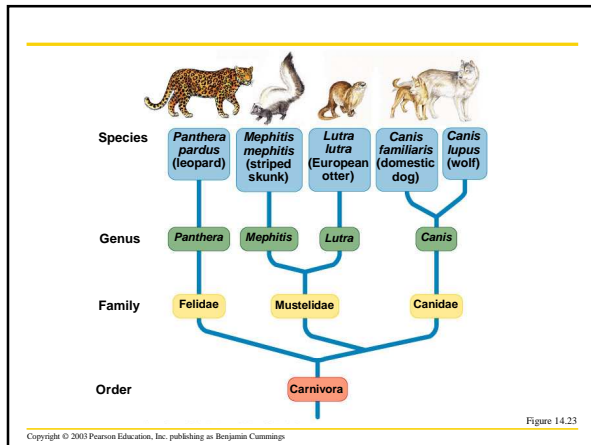 Species
Panthera
pardus
(leopard)
Mephitis
mephitis
(striped
skunk)
Lutra
lutra
(European
otter)
Canis
familiaris
(domestic
dog)
Canis
lupus
(wolf)
Genus
Panthera
Mephitis
Lutra
Canis
Family
Felidae
Mustelidae
Canidae
Order
Carnivora
Figure 14.23
Copyright © 2003 Pearson Education, Inc. publishing as Benjamin Cummings